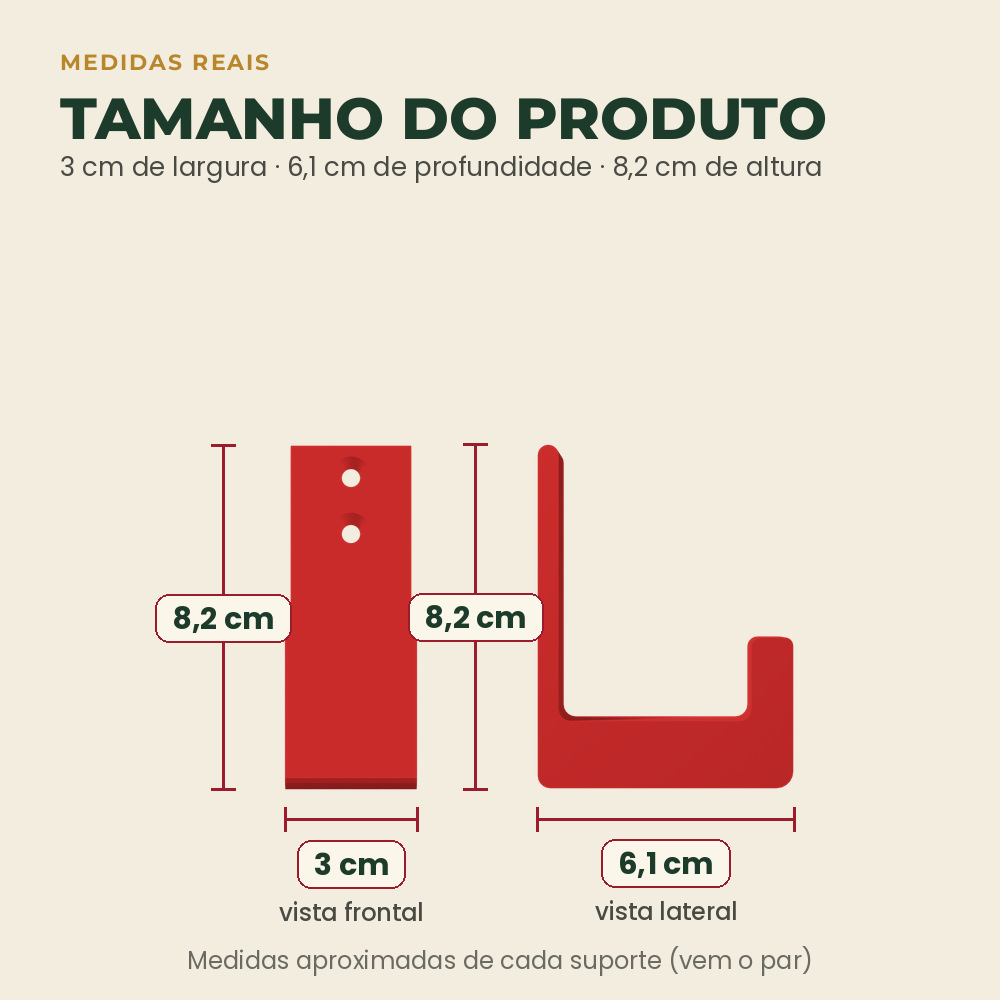 MEDIDAS REAIS
TAMANHO DO PRODUTO
3 cm de largura · 6,1 cm de profundidade · 8,2 cm de altura
8,2 cm
8,2 cm
3 cm
6,1 cm
vista frontal
vista lateral
Medidas aproximadas de cada suporte (vem o par)